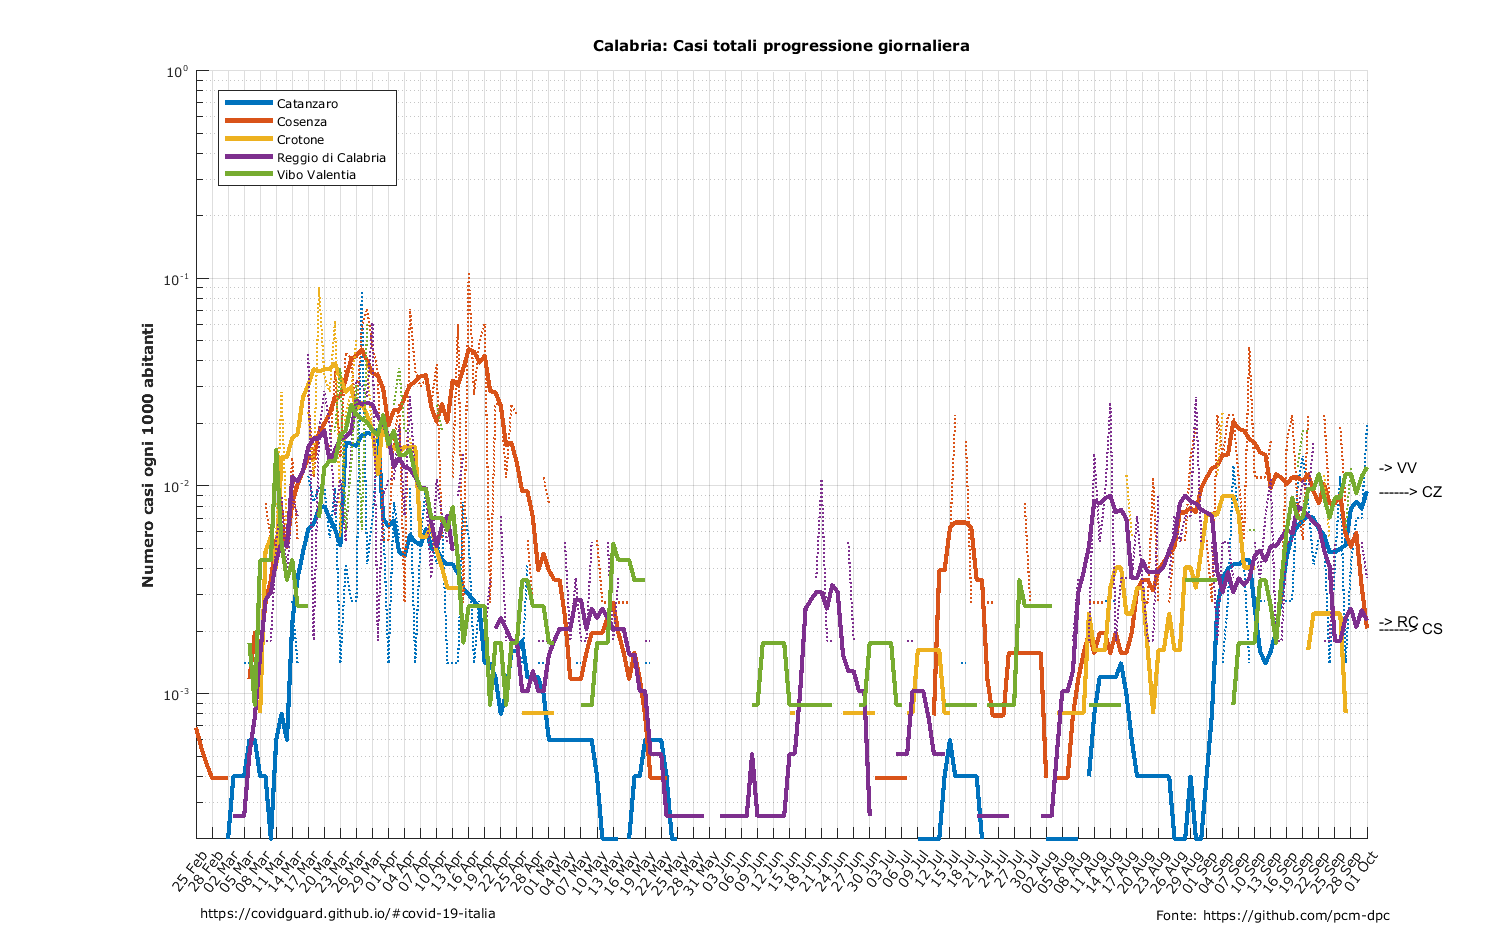 Calabria: Casi totali progressione giornaliera
10⁰
10⁻¹
10⁻²
10⁻³
Numero casi ogni 1000 abitanti
Catanzaro
Cosenza
Crotone
Reggio di Calabria
Vibo Valentia
-> VV
------> CZ
-> RC
------> CS
25 Feb
28 Feb
02 Mar
05 Mar
08 Mar
11 Mar
14 Mar
17 Mar
20 Mar
23 Mar
26 Mar
29 Mar
01 Apr
04 Apr
07 Apr
10 Apr
13 Apr
16 Apr
19 Apr
22 Apr
25 Apr
28 Apr
01 May
04 May
07 May
10 May
13 May
16 May
19 May
22 May
25 May
28 May
31 May
03 Jun
06 Jun
09 Jun
12 Jun
15 Jun
18 Jun
21 Jun
24 Jun
27 Jun
30 Jun
03 Jul
06 Jul
09 Jul
12 Jul
15 Jul
18 Jul
21 Jul
24 Jul
27 Jul
30 Jul
02 Aug
05 Aug
08 Aug
11 Aug
14 Aug
17 Aug
20 Aug
23 Aug
26 Aug
29 Aug
01 Sep
04 Sep
07 Sep
10 Sep
13 Sep
16 Sep
19 Sep
22 Sep
25 Sep
28 Sep
01 Oct
https://covidguard.github.io/#covid-19-italia
Fonte: https://github.com/pcm-dpc